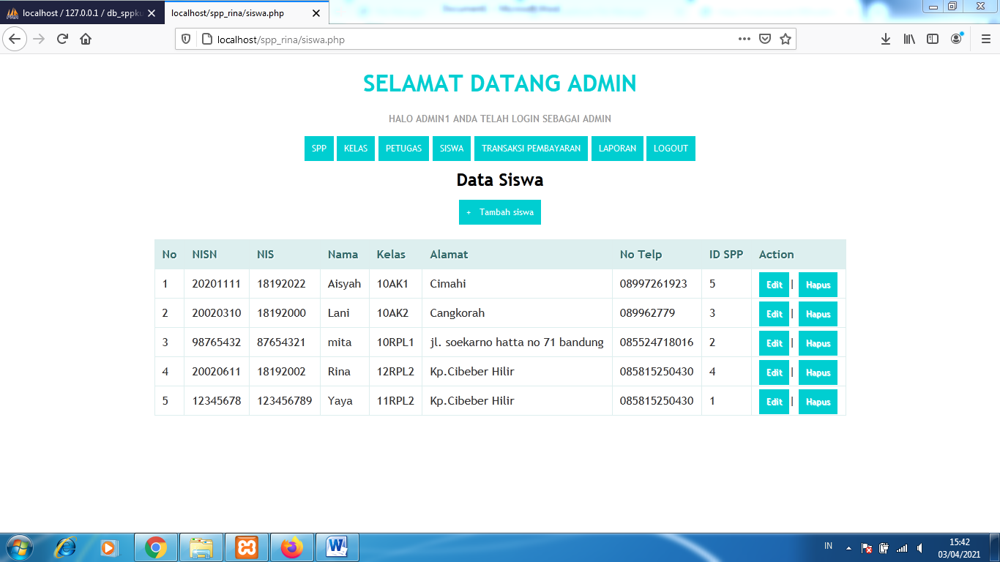 localhost / 127.0.0.1 / db_sppku
localhost/spp_rina/siswa.php
Document1 Microsoft Word
localhost/spp_rina/siswa.php
SELAMAT DATANG ADMIN
HALO ADMIN1 ANDA TELAH LOGIN SEBAGAI ADMIN
SPP KELAS PETUGAS SISWA TRANSAKSI PEMBAYARAN LAPORAN LOGOUT
Data Siswa
+ Tambah siswa
No NISN NIS Nama Kelas Alamat No Telp ID SPP Action
1 20201111 18192022 Aisyah 10AK1 Cimahi 08997261923 5 Edit | Hapus
2 20020310 18192000 Lani 10AK2 Cangkorah 089962779 3 Edit | Hapus
3 98765432 87654321 mita 10RPL1 jl. soekarno hatta no 71 bandung 085524718016 2 Edit | Hapus
4 20020611 18192002 Rina 12RPL2 Kp.Cibeber Hilir 085815250430 4 Edit | Hapus
5 12345678 123456789 Yaya 11RPL2 Kp.Cibeber Hilir 085815250430 1 Edit | Hapus
IN
15:42
03/04/2021